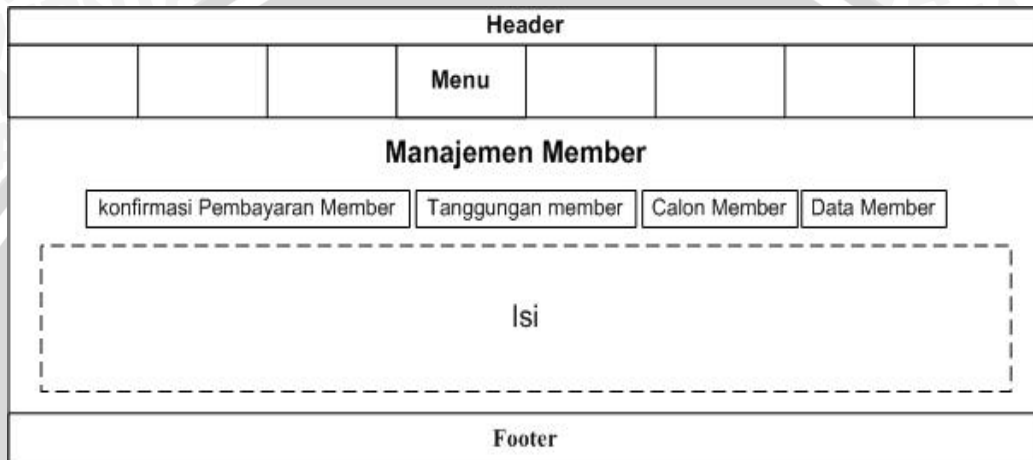 Header
Menu
Manajemen Member
konfirmasi Pembayaran Member Tanggungan member Calon Member Data Member
Isi
Footer